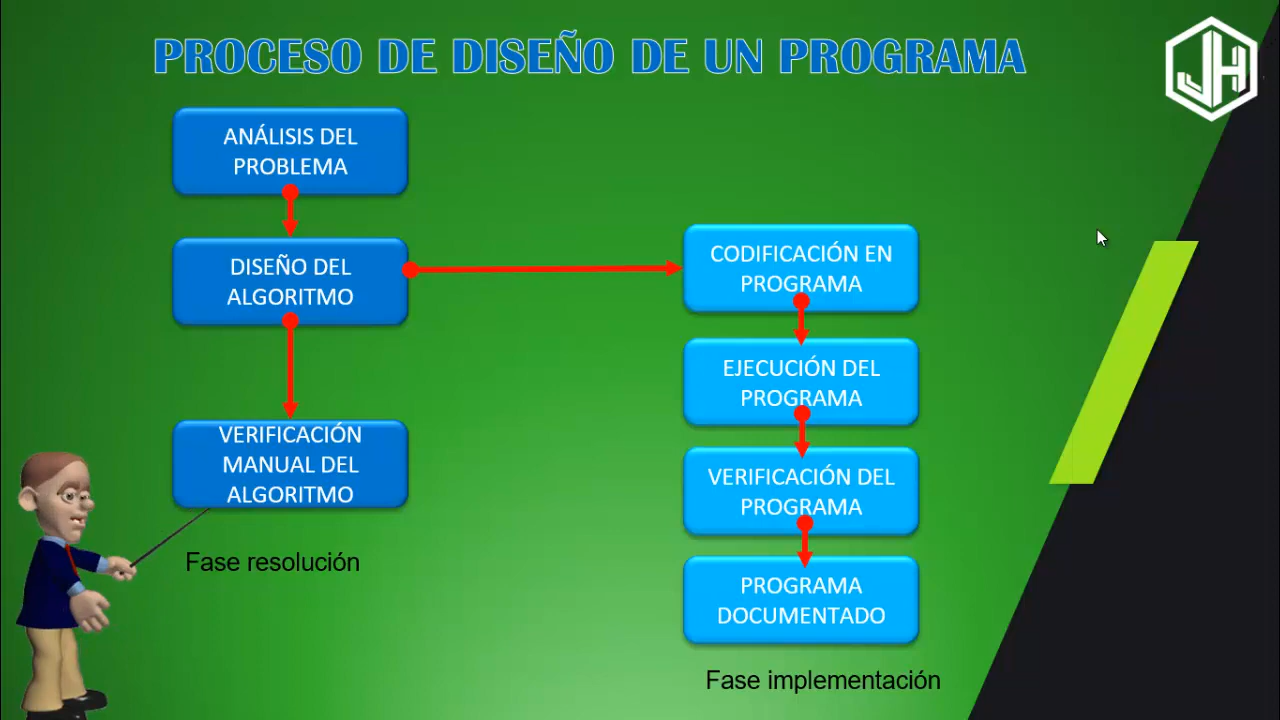 PROCESO DE DISEÑO DE UN PROGRAMA
JH
ANÁLISIS DEL
PROBLEMA
DISEÑO DEL
ALGORITMO
VERIFICACIÓN
MANUAL DEL
ALGORITMO
Fase resolución
CODIFICACIÓN EN
PROGRAMA
EJECUCIÓN DEL
PROGRAMA
VERIFICACIÓN DEL
PROGRAMA
PROGRAMA
DOCUMENTADO
Fase implementación